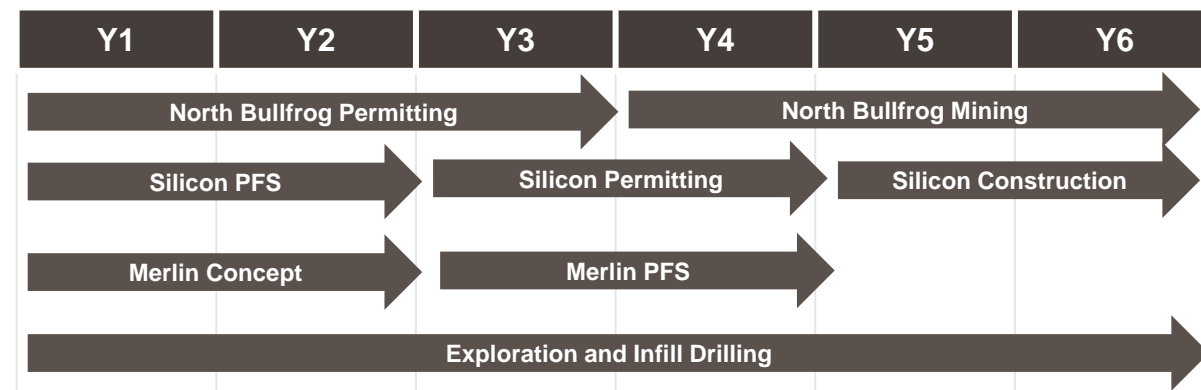 Y1 Y2 Y3 Y4 Y5 Y6
North Bullfrog Permitting North Bullfrog Mining
Silicon PFS Silicon Permitting Silicon Construction
Merlin Concept Merlin PFS
Exploration and Infill Drilling